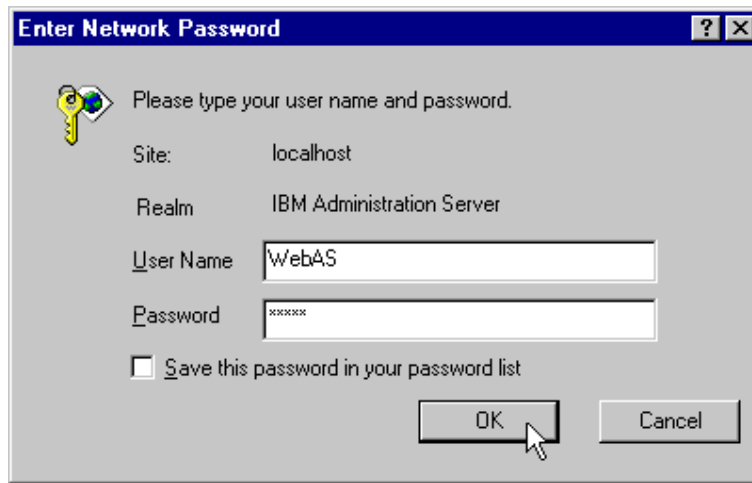 Enter Network Password
Please type your user name and password.
Site: localhost
Realm IBM Administration Server
User Name WebAS
Password xxxxx
Save this password in your password list
OK Cancel